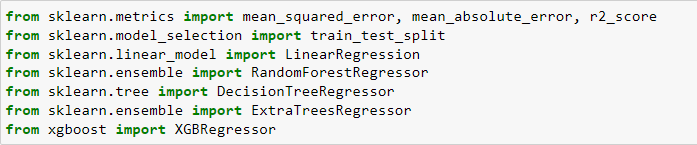 from sklearn.metrics import mean_squared_error, mean_absolute_error, r2_score
from sklearn.model_selection import train_test_split
from sklearn.linear_model import LinearRegression
from sklearn.ensemble import RandomForestRegressor
from sklearn.tree import DecisionTreeRegressor
from sklearn.ensemble import ExtraTreesRegressor
from xgboost import XGBRegressor